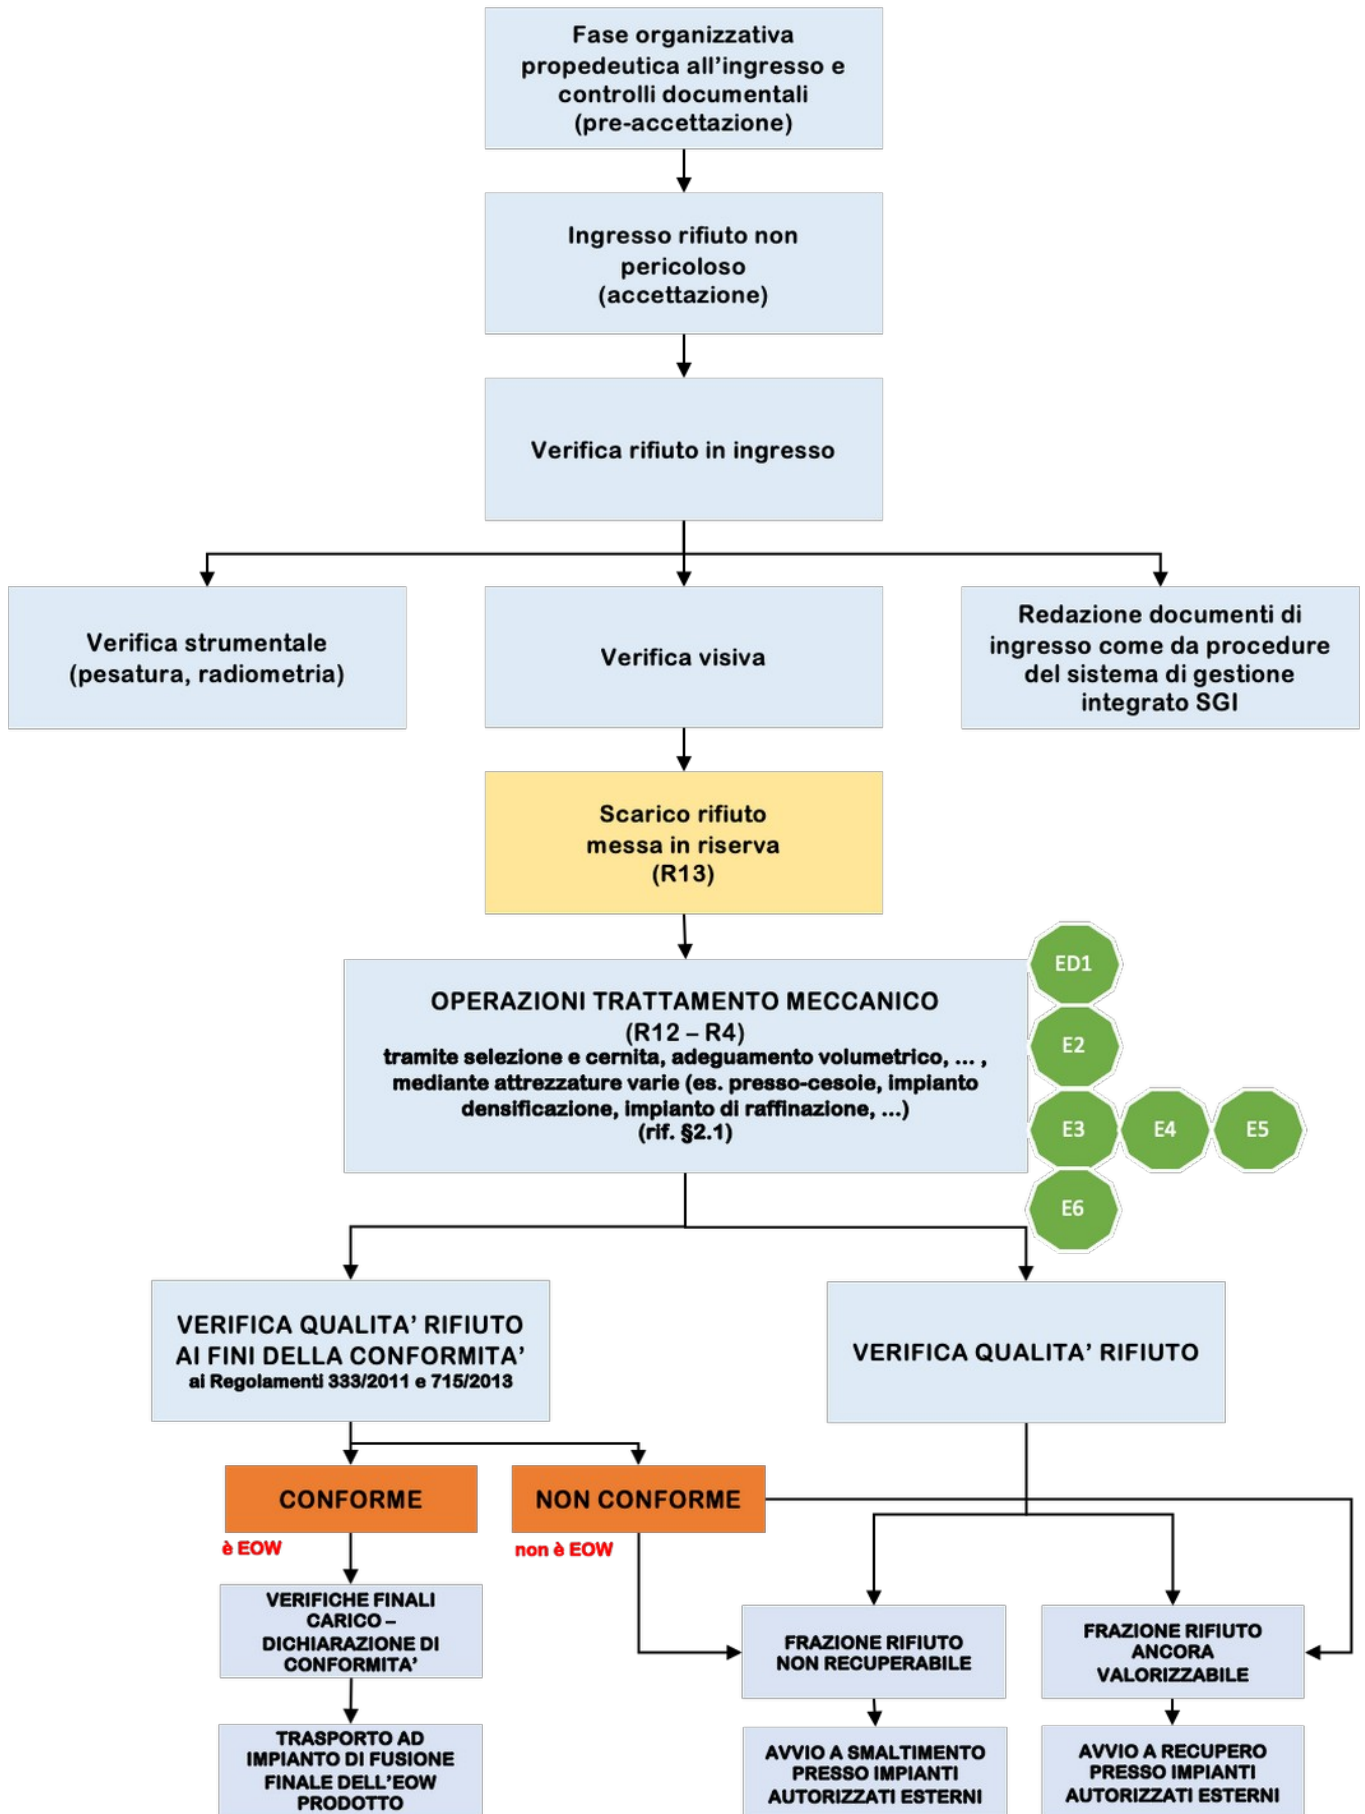 Fase organizzativa
propedeutica all'ingresso e
controlli documentali
(pre-accettazione)
Ingresso rifiuto non
pericoloso
(accettazione)
Verifica rifiuto in ingresso
Verifica strumentale
(pesatura, radiometria)
Verifica visiva
Redazione documenti di
ingresso come da procedure
del sistema di gestione
integrato SGI
Scarico rifiuto
messa in riserva
(R13)
OPERAZIONI TRATTAMENTO MECCANICO
(R12 – R4)
tramite selezione e cernita, adeguamento volumetrico, ... ,
mediante attrezzature varie (es. presso-cesoie, impianto
densificazione, impianto di raffinazione, ...)
(rif. §2.1)
ED1
E2
E3
E4
E5
E6
VERIFICA QUALITA' RIFIUTO
AI FINI DELLA CONFORMITA'
ai Regolamenti 333/2011 e 715/2013
VERIFICA QUALITA' RIFIUTO
CONFORME
NON CONFORME
è EOW
non è EOW
VERIFICHE FINALI
CARICO –
DICHIARAZIONE DI
CONFORMITA'
FRAZIONE RIFIUTO
NON RECUPERABILE
FRAZIONE RIFIUTO
ANCORA
VALORIZZABILE
TRASPORTO AD
IMPIANTO DI FUSIONE
FINALE DELL'EOW
PRODOTTO
AVVIO A SMALTIMENTO
PRESSO IMPIANTI
AUTORIZZATI ESTERNI
AVVIO A RECUPERO
PRESSO IMPIANTI
AUTORIZZATI ESTERNI